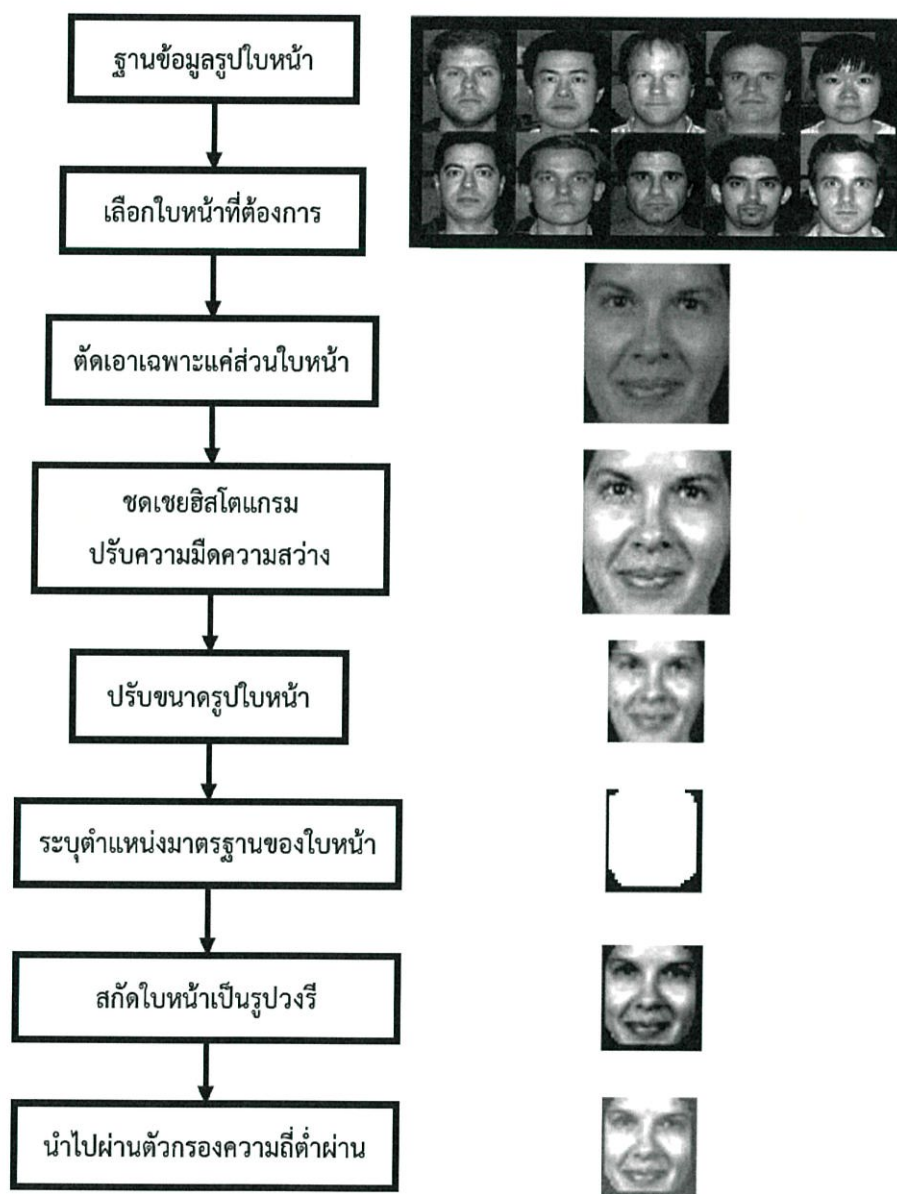 ฐานข้อมูลรูปใบหน้า
เลือกใบหน้าที่ต้องการ
ตัดเอาเฉพาะแค่ส่วนใบหน้า
ชดเชยฮิสโตแกรม
ปรับความมืดความสว่าง
ปรับขนาดรูปใบหน้า
ระบุตำแหน่งมาตรฐานของใบหน้า
สกัดใบหน้าเป็นรูปวงรี
นำไปผ่านตัวกรองความถี่ต่ำผ่าน